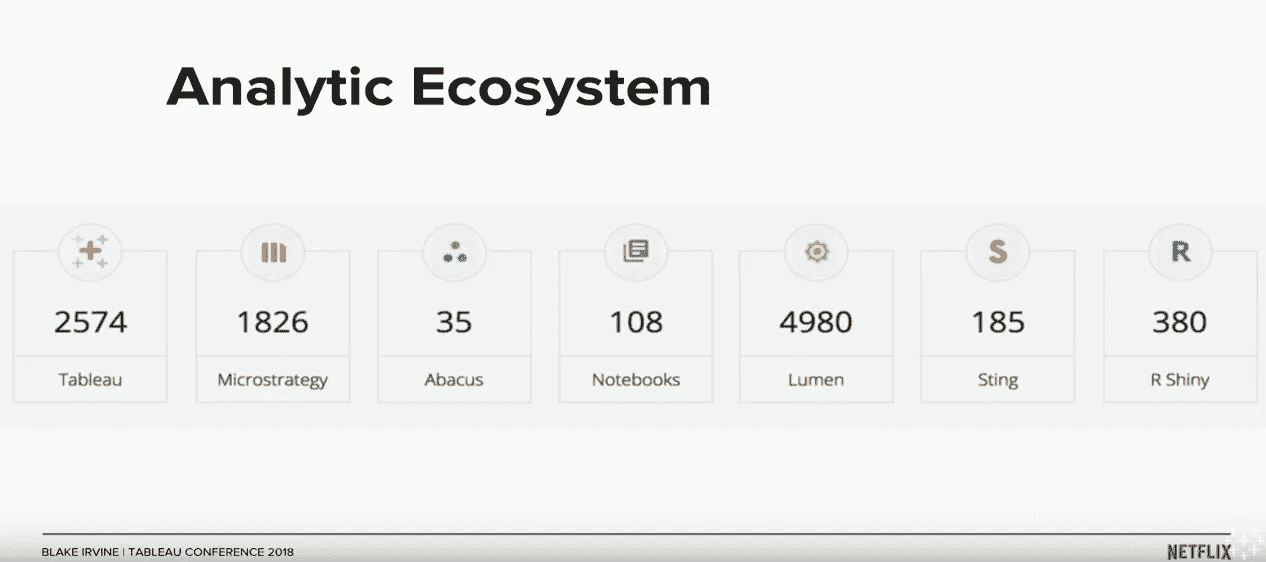 Analytic Ecosystem
S R
2574 1826 35 108 4980 185 380
Tableau Microstrategy Abacus Notebooks Lumen Sting R Shiny
BLAKE IRVINE | TABLEAU CONFERENCE 2018
NETFLIX